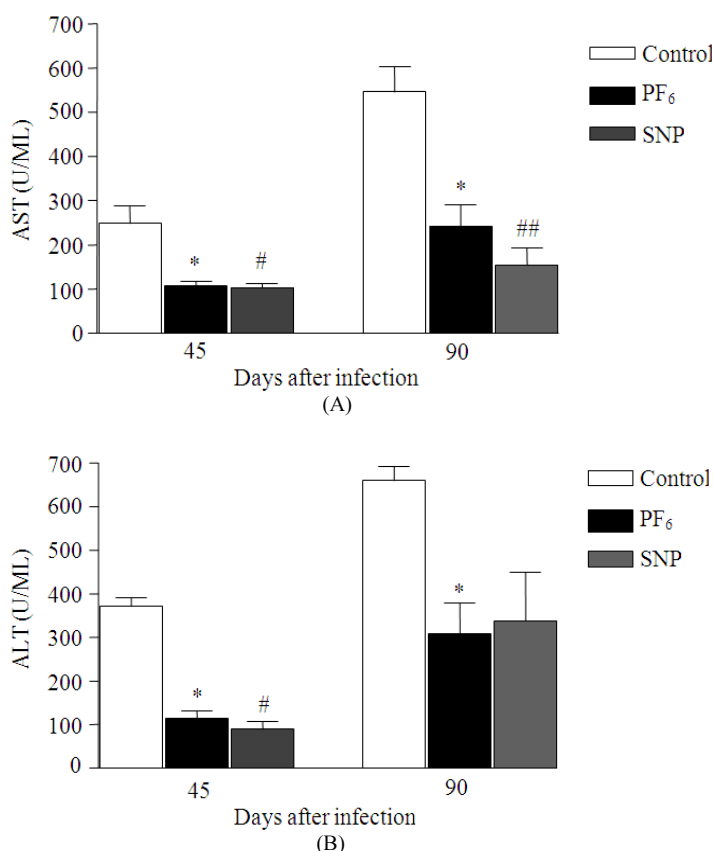 700
600
500
400
300
200
100
0
AST (U/ML)
*
#
*
##
45
90
Days after infection
(A)
Control
PF₆
SNP
700
600
500
400
300
200
100
0
ALT (U/ML)
*
#
*
45
90
Days after infection
(B)
Control
PF₆
SNP